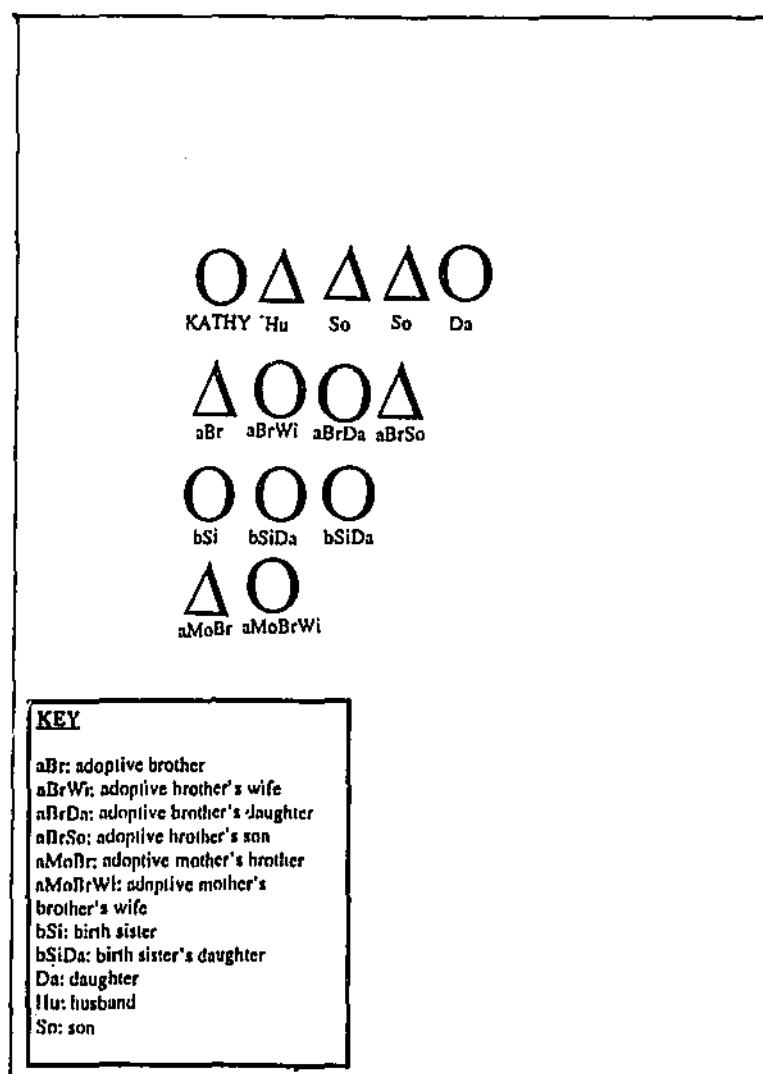 KATHY Hu So So Da
aBr aBrWi aBrDa aBrSo
bSi bSiDa bSiDa
aMoBr aMoBrWi
KEY
aBr: adoptive brother
aBrWi: adoptive brother's wife
aBrDa: adoptive brother's daughter
aBrSo: adoptive brother's son
aMoBr: adoptive mother's brother
aMoBrWi: adoptive mother's
brother's wife
bSi: birth sister
bSiDa: birth sister's daughter
Da: daughter
Hu: husband
So: son